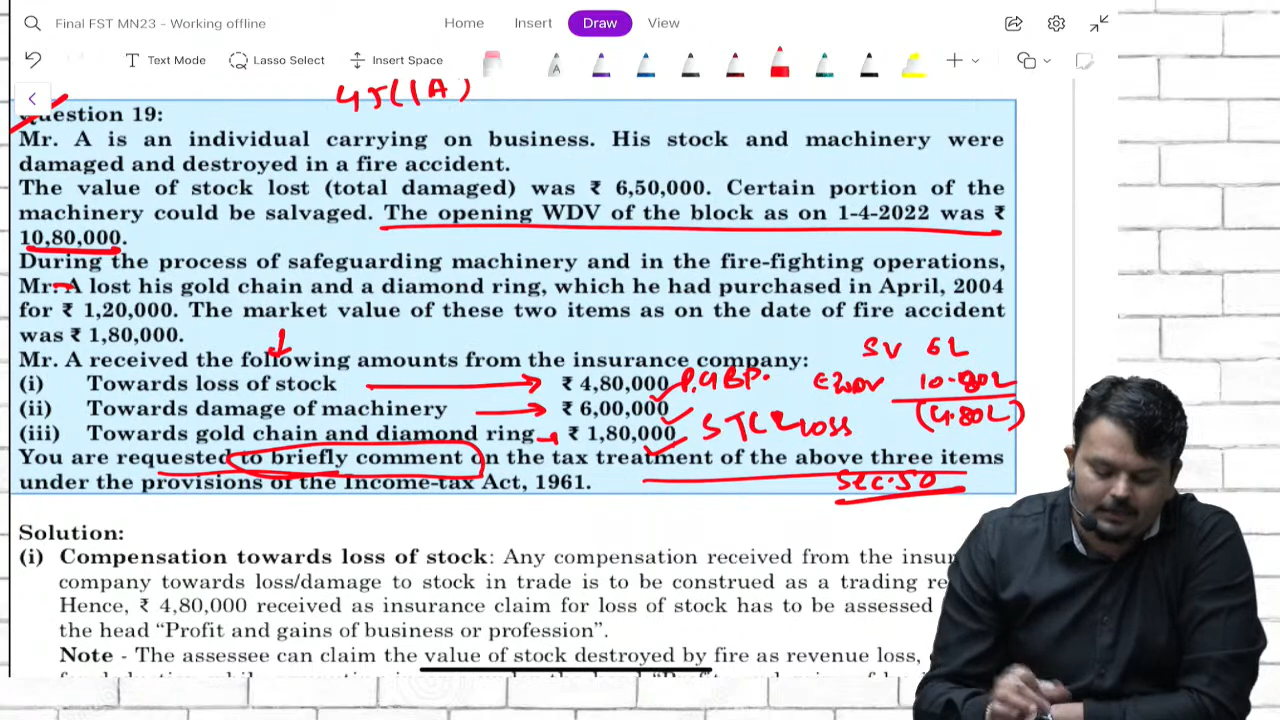 Final FST MN23 - Working offline
Home Insert Draw View
Text Mode Lasso Select Insert Space
45(1A)
Question 19:
Mr. A is an individual carrying on business. His stock and machinery were
damaged and destroyed in a fire accident.
The value of stock lost (total damaged) was ₹ 6,50,000. Certain portion of the
machinery could be salvaged. The opening WDV of the block as on 1-4-2022 was ₹
10,80,000.
During the process of safeguarding machinery and in the fire-fighting operations,
Mr. A lost his gold chain and a diamond ring, which he had purchased in April, 2004
for ₹ 1,20,000. The market value of these two items as on the date of fire accident
was ₹ 1,80,000.
Mr. A received the following amounts from the insurance company:
SV 6L
(i) Towards loss of stock ₹ 4,80,000 P.GBP.
10.80L
(ii) Towards damage of machinery ₹ 6,00,000
(4.80L)
(iii) Towards gold chain and diamond ring ₹ 1,80,000 STC loss
You are requested to briefly comment on the tax treatment of the above three items
under the provisions of the Income-tax Act, 1961. Sec.50
Solution:
(i) Compensation towards loss of stock: Any compensation received from the insur
company towards loss/damage to stock in trade is to be construed as a trading re
Hence, ₹ 4,80,000 received as insurance claim for loss of stock has to be assessed
the head “Profit and gains of business or profession”.
Note - The assessee can claim the value of stock destroyed by fire as revenue loss,